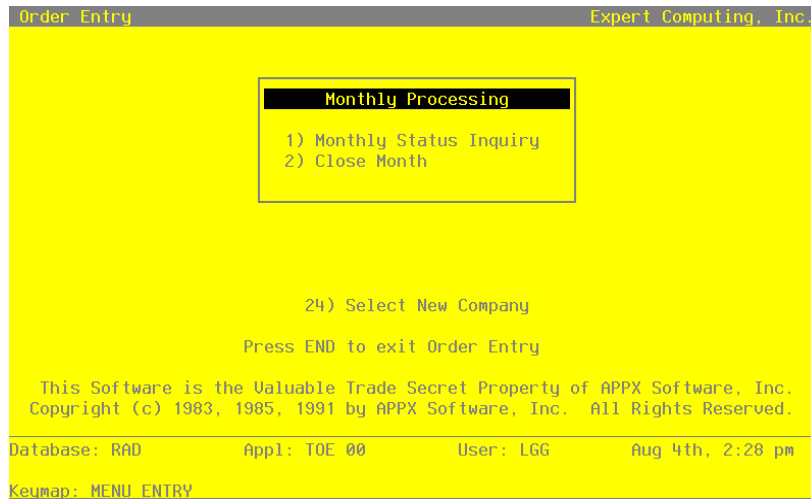 Order Entry Expert Computing, Inc.
Monthly Processing
1) Monthly Status Inquiry
2) Close Month
24) Select New Company
Press END to exit Order Entry
This Software is the Valuable Trade Secret Property of APPX Software, Inc.
Copyright (c) 1983, 1985, 1991 by APPX Software, Inc. All Rights Reserved.
Database: RAD Appl: TOE 00 User: LGG Aug 4th, 2:28 pm
Keymap: MENU ENTRY